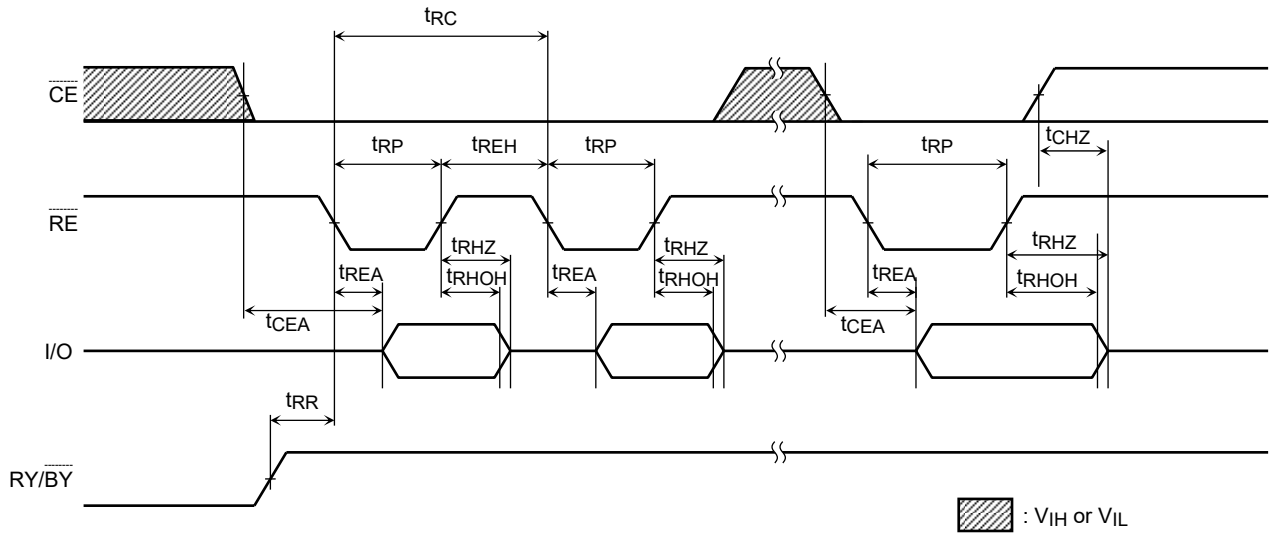 tRC
CE
tRP tREH tRP tRP tCHZ
RE
tRHZ tRHZ tRHZ
tREA tRHOH tREA tRHOH tREA tRHOH
tCEA tCEA
I/O
tRR
RY/BY
: VIH or VIL